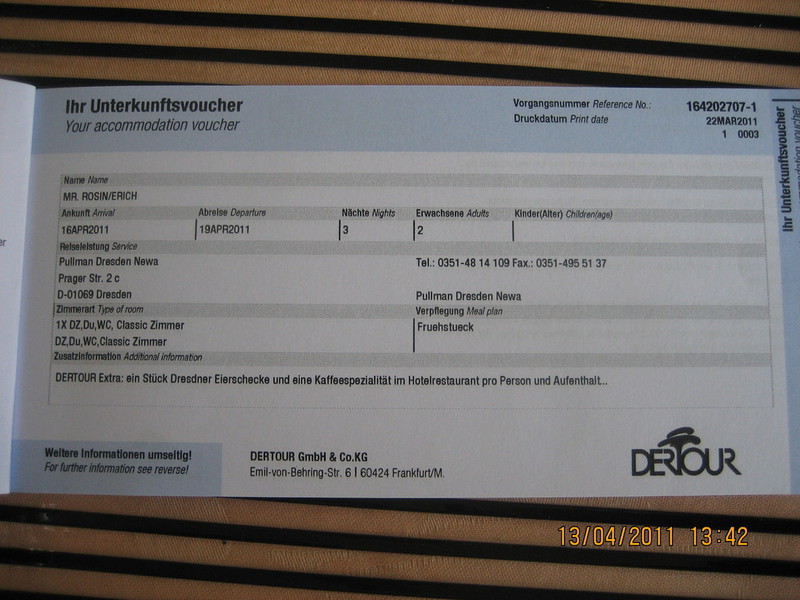 Ihr Unterkunftsvoucher
Your accommodation voucher
Vorgangsnummer Reference No.: 164202707-1
Druckdatum Print date 22MAR2011
1 0003
Name Name
MR. ROSIN/ERICH
Ankunft Arrival Abreise Departure Nächte Nights Erwachsene Adults Kinder(Alter) Children(age)
16APR2011 19APR2011 3 2
Reiseleistung Service
Pullman Dresden Newa Tel.: 0351-48 14 109 Fax.: 0351-495 51 37
Prager Str. 2 c
D-01069 Dresden Pullman Dresden Newa
Zimmerart Type of room Verpflegung Meal plan
1X DZ,Du,WC, Classic Zimmer Fruehstueck
DZ,Du,WC,Classic Zimmer
Zusatzinformation Additional information
DERTOUR Extra: ein Stück Dresdner Eierschecke und eine Kaffeespezialität im Hotelrestaurant pro Person und Aufenthalt...
Weitere Informationen umseitig!
For further information see reverse!
DERTOUR GmbH & Co.KG
Emil-von-Behring-Str. 6 | 60424 Frankfurt/M.
DERTOUR
Ihr Unterkunftsvoucher
13/04/2011 13:42